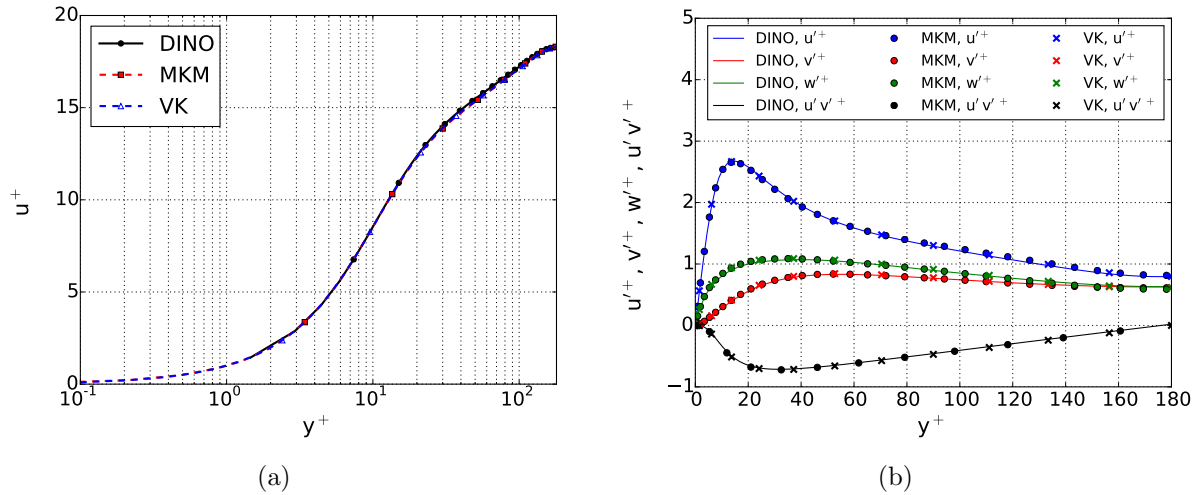 20
15
10
5
0
u⁺
10⁻¹ 10⁰ 10¹ 10² 
y⁺
DINO
MKM
VK
(a)
5
4
3
2
1
0
−1
u′⁺, v′⁺, w′⁺, u′v′⁺
0 20 40 60 80 100 120 140 160 180
y⁺
DINO, u′⁺ MKM, u′⁺ VK, u′⁺
DINO, v′⁺ MKM, v′⁺ VK, v′⁺
DINO, w′⁺ MKM, w′⁺ VK, w′⁺
DINO, u′v′⁺ MKM, u′v′⁺ VK, u′v′⁺
(b)